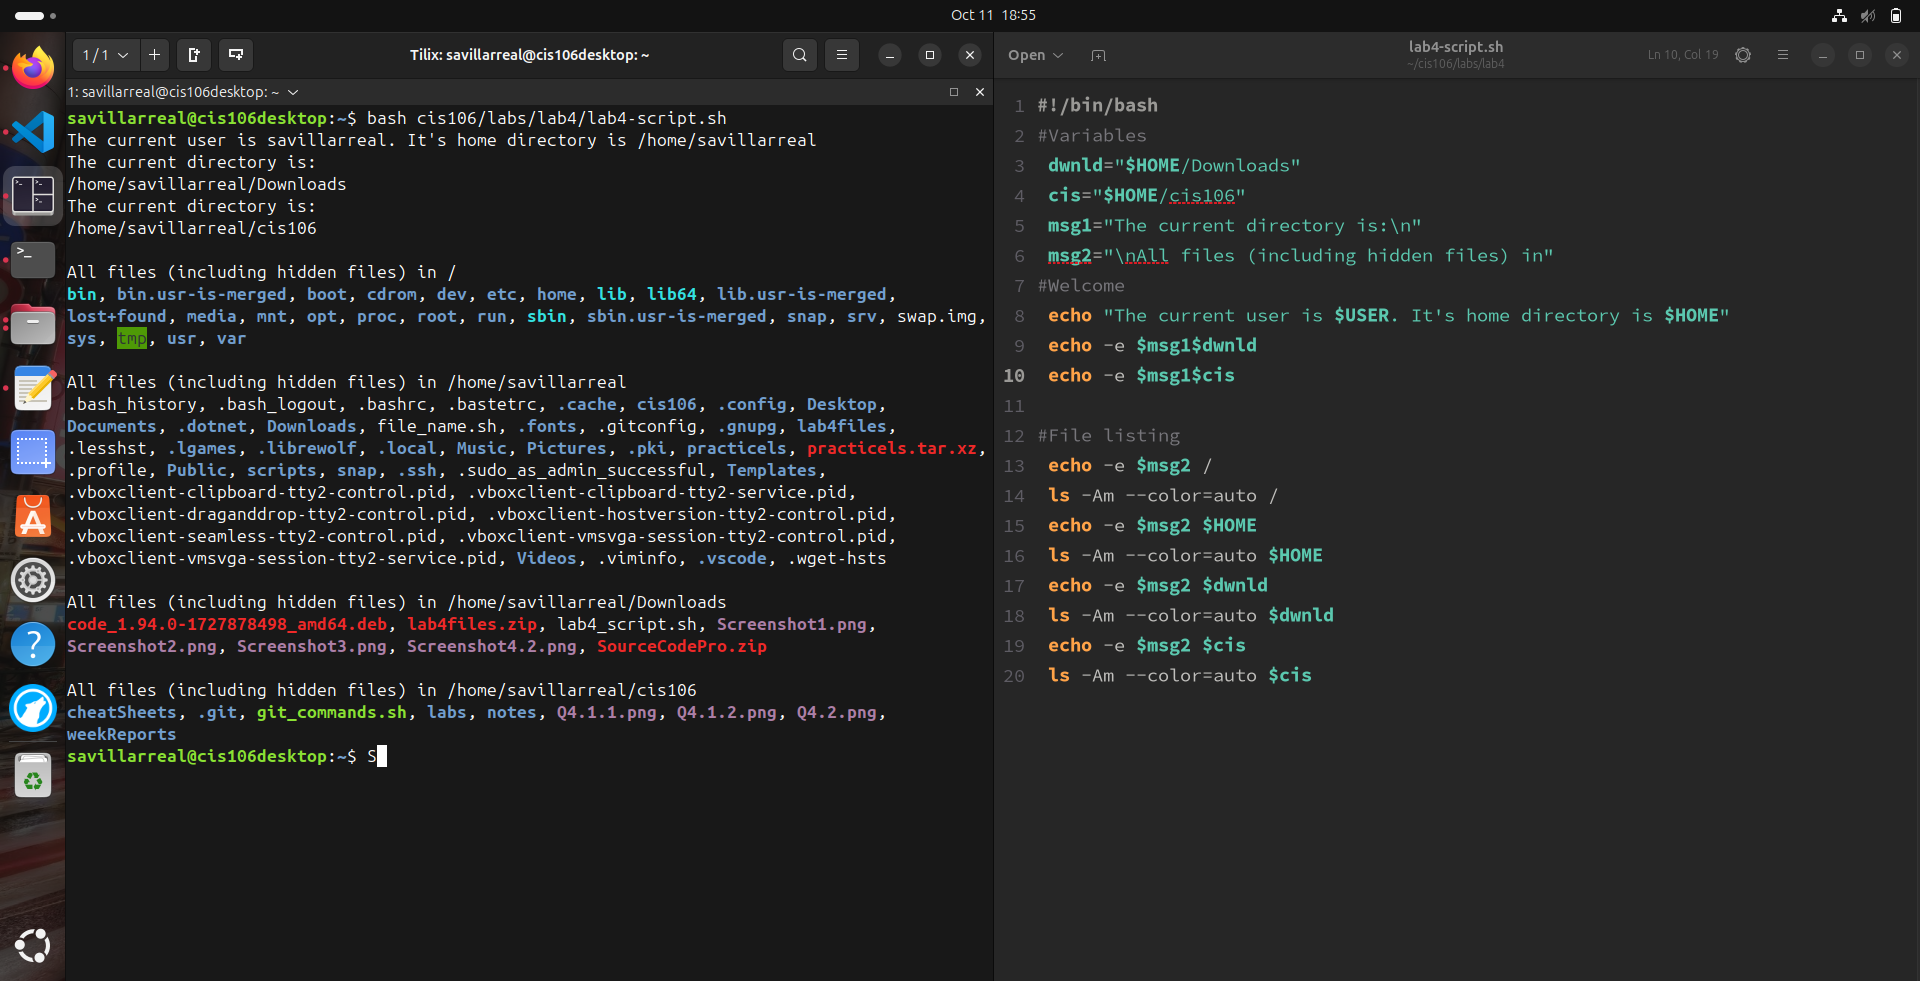 Oct 11 18:55
1 / 1
Tilix: savillarreal@cis106desktop: ~
1: savillarreal@cis106desktop: ~
savillarreal@cis106desktop:~$ bash cis106/labs/lab4/lab4-script.sh
The current user is savillarreal. It's home directory is /home/savillarreal
The current directory is:
/home/savillarreal/Downloads
The current directory is:
/home/savillarreal/cis106
All files (including hidden files) in /
bin, bin.usr-is-merged, boot, cdrom, dev, etc, home, lib, lib64, lib.usr-is-merged,
lost+found, media, mnt, opt, proc, root, run, sbin, sbin.usr-is-merged, snap, srv, swap.img,
sys, tmp, usr, var
All files (including hidden files) in /home/savillarreal
.bash_history, .bash_logout, .bashrc, .bastetrc, .cache, cis106, .config, Desktop,
Documents, .dotnet, Downloads, file_name.sh, .fonts, .gitconfig, .gnupg, lab4files,
.lesshst, .lgames, .librewolf, .local, Music, Pictures, .pki, practicels, practicels.tar.xz,
.profile, Public, scripts, snap, .ssh, .sudo_as_admin_successful, Templates,
.vboxclient-clipboard-tty2-control.pid, .vboxclient-clipboard-tty2-service.pid,
.vboxclient-draganddrop-tty2-control.pid, .vboxclient-hostversion-tty2-control.pid,
.vboxclient-seamless-tty2-control.pid, .vboxclient-vmsvga-session-tty2-control.pid,
.vboxclient-vmsvga-session-tty2-service.pid, Videos, .viminfo, .vscode, .wget-hsts
All files (including hidden files) in /home/savillarreal/Downloads
code_1.94.0-1727878498_amd64.deb, lab4files.zip, lab4_script.sh, Screenshot1.png,
Screenshot2.png, Screenshot3.png, Screenshot4.2.png, SourceCodePro.zip
All files (including hidden files) in /home/savillarreal/cis106
cheatSheets, .git, git_commands.sh, labs, notes, Q4.1.1.png, Q4.1.2.png, Q4.2.png,
weekReports
savillarreal@cis106desktop:~$ S
Open
lab4-script.sh
~/cis106/labs/lab4
Ln 10, Col 19
1 #!/bin/bash
2 #Variables
3 dwnld="$HOME/Downloads"
4 cis="$HOME/cis106"
5 msg1="The current directory is:\n"
6 msg2="\nAll files (including hidden files) in"
7 #Welcome
8 echo "The current user is $USER. It's home directory is $HOME"
9 echo -e $msg1$dwnld
10 echo -e $msg1$cis
11
12 #File listing
13 echo -e $msg2 /
14 ls -Am --color=auto /
15 echo -e $msg2 $HOME
16 ls -Am --color=auto $HOME
17 echo -e $msg2 $dwnld
18 ls -Am --color=auto $dwnld
19 echo -e $msg2 $cis
20 ls -Am --color=auto $cis